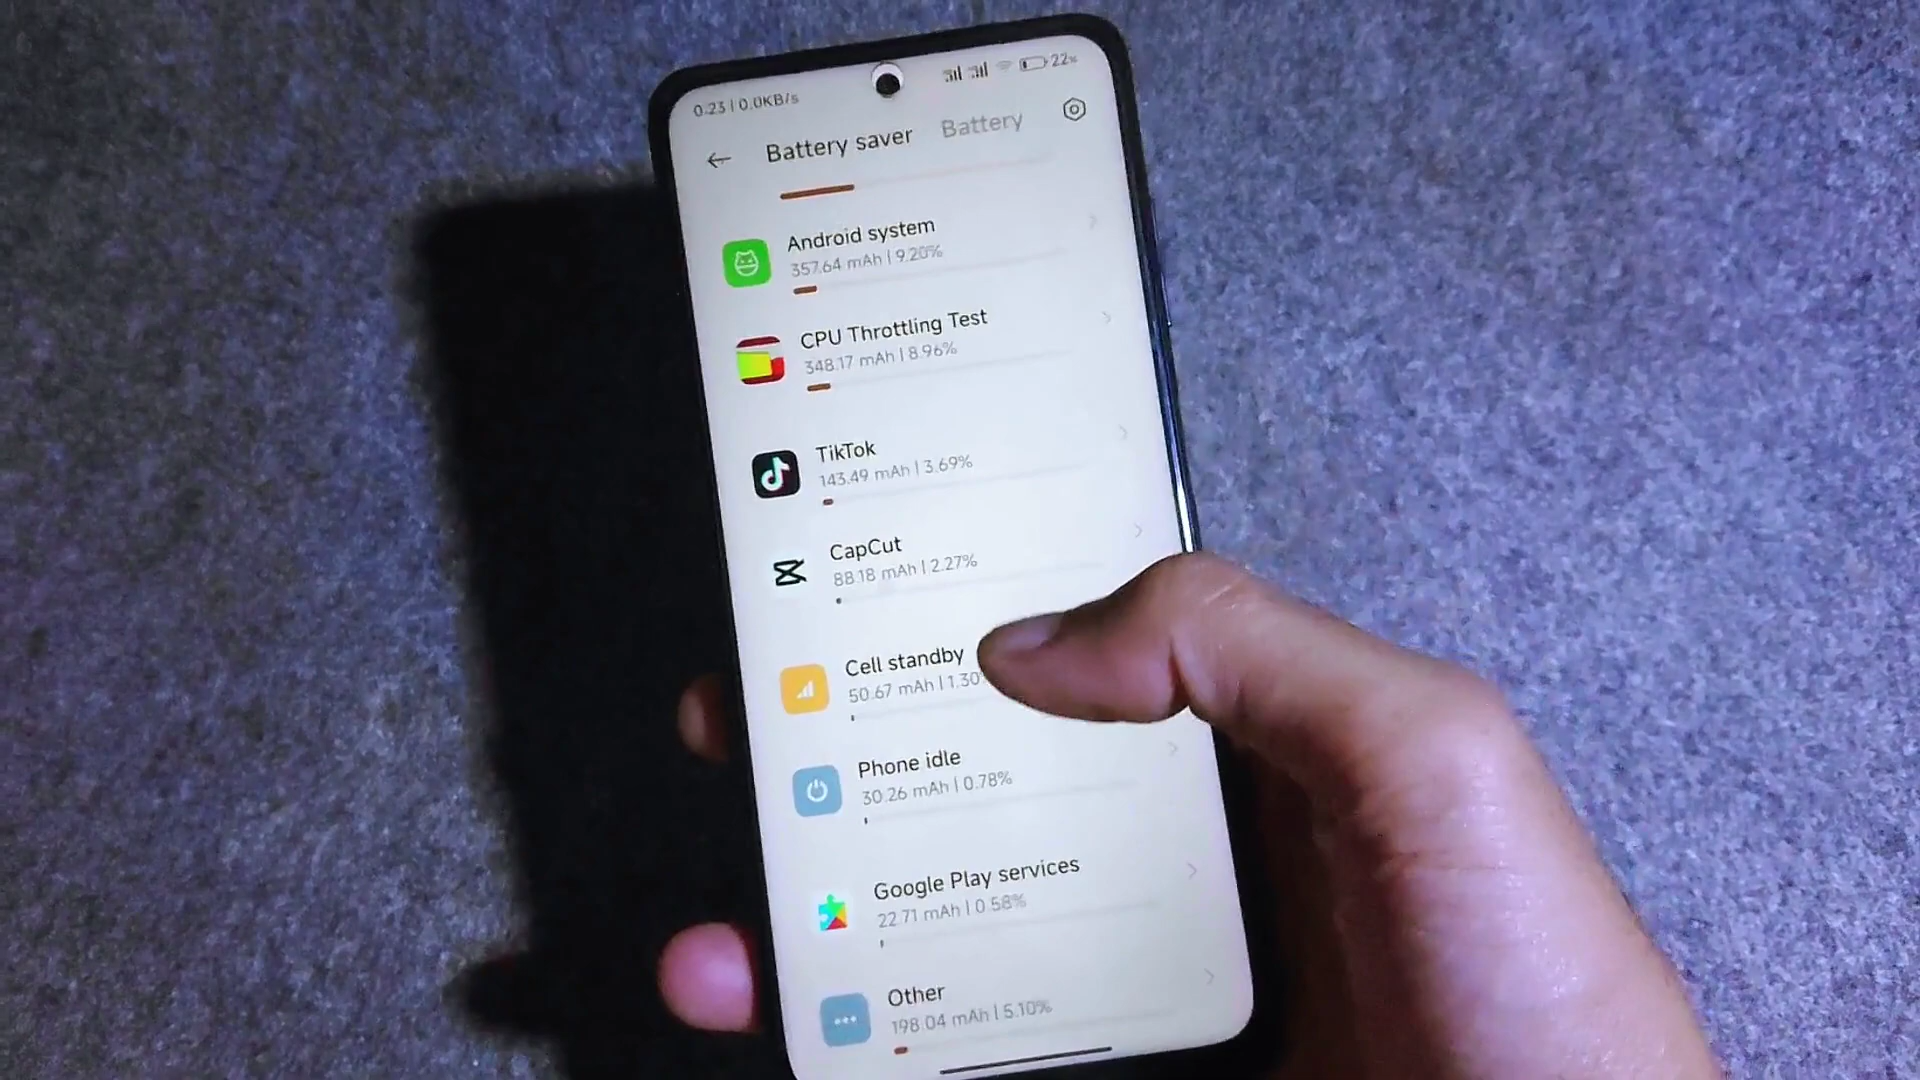 0.23 | 0.0KB/s
22%
Battery saver
Battery
Android system
357.64 mAh | 9.20%
CPU Throttling Test
348.17 mAh | 8.96%
TikTok
143.49 mAh | 3.69%
CapCut
88.18 mAh | 2.27%
Cell standby
50.67 mAh | 1.30
Phone idle
30.26 mAh | 0.78%
Google Play services
22.71 mAh | 0.58%
Other
198.04 mAh | 5.10%